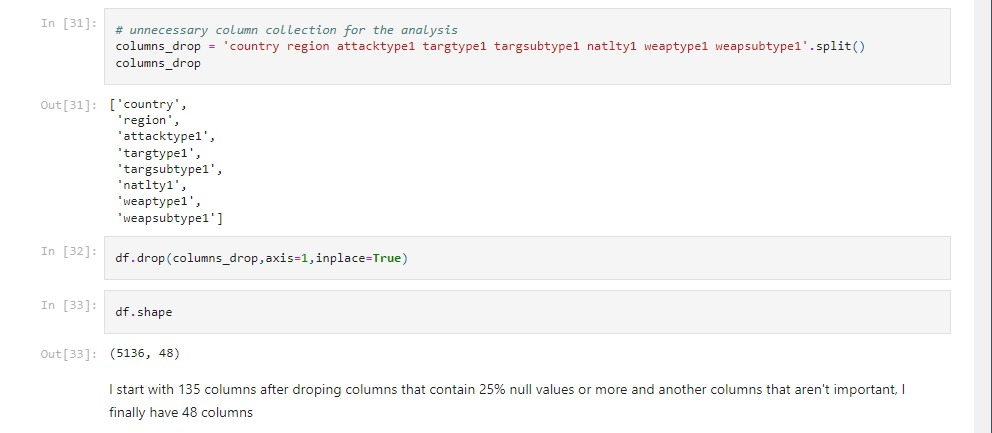 In [31]:
# unnecessary column collection for the analysis
columns_drop = 'country region attacktype1 targtype1 targsubtype1 natlty1 weaptype1 weapsubtype1'.split()
columns_drop
Out[31]: ['country',
'region',
'attacktype1',
'targtype1',
'targsubtype1',
'natlty1',
'weaptype1',
'weapsubtype1']
In [32]:
df.drop(columns_drop,axis=1,inplace=True)
In [33]:
df.shape
Out[33]: (5136, 48)
I start with 135 columns after droping columns that contain 25% null values or more and another columns that aren't important, I
finally have 48 columns